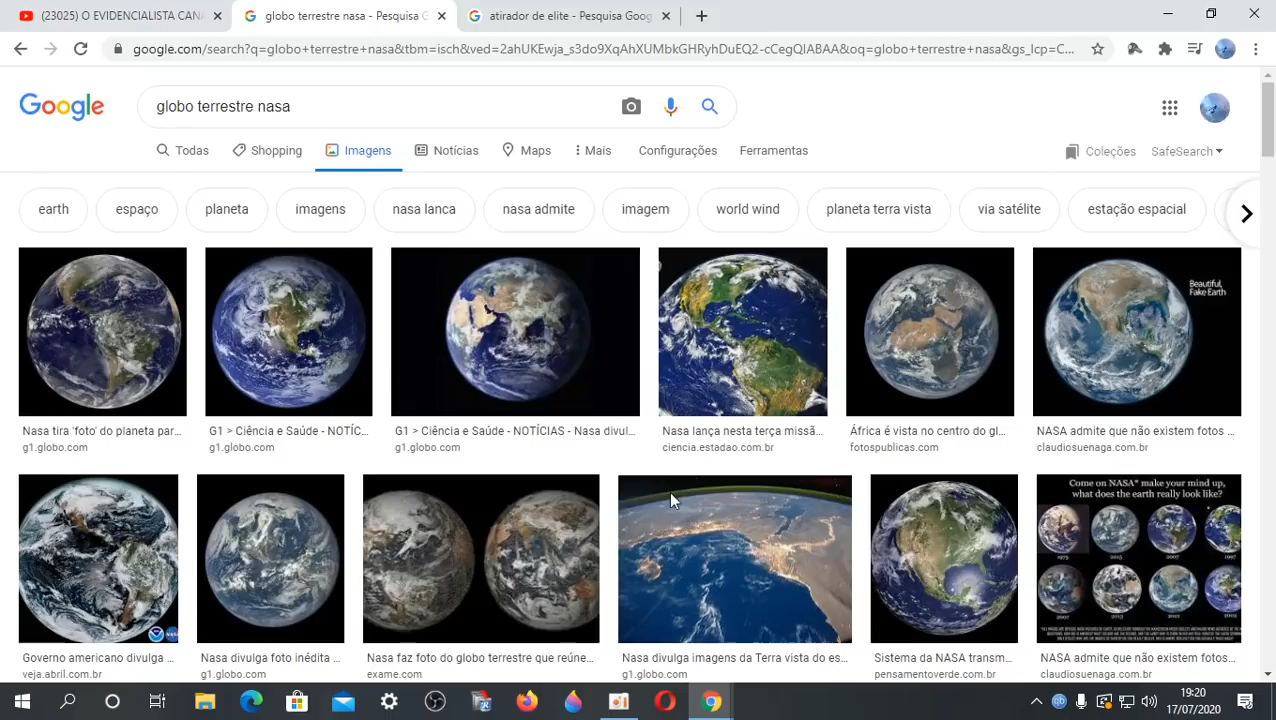 (23025) O EVIDENCIALISTA CANA
globo terrestre nasa - Pesquisa G
atirador de elite - Pesquisa Goog
google.com/search?q=globo+terrestre+nasa&tbm=isch&ved=2ahUKEwja_s3do9XqAhXUMbkGHRyhDuEQ2-cCegQIABAA&oq=globo+terrestre+nasa&gs_lcp=C...
Google
globo terrestre nasa
Todas
Shopping
Imagens
Notícias
Maps
Mais
Configurações
Ferramentas
Coleções
SafeSearch
earth
espaço
planeta
imagens
nasa lanca
nasa admite
imagem
world wind
planeta terra vista
via satélite
estação espacial
Beautiful,
Fake Earth
Nasa tira 'foto' do planeta par...
g1.globo.com
G1 > Ciência e Saúde - NOTÍC...
g1.globo.com
G1 > Ciência e Saúde - NOTÍCIAS - Nasa divul...
g1.globo.com
Nasa lança nesta terça missã...
ciencia.estadao.com.br
África é vista no centro do gl...
fotospublicas.com
NASA admite que não existem fotos ...
claudiosuenaga.com.br
Come on NASA* make your mind up,
what does the earth really look like?
Governo americano divulga ...
veja.abril.com.br
Nasa divulga foto inédita ...
g1.globo.com
Nasa faz foto do globo terrestre que reúne...
exame.com
Nasa divulga imagens da Terra vista do es...
g1.globo.com
Sistema da NASA transm...
pensamentoverde.com.br
NASA admite que não existem fotos...
claudiosuenaga.com.br
19:20
17/07/2020